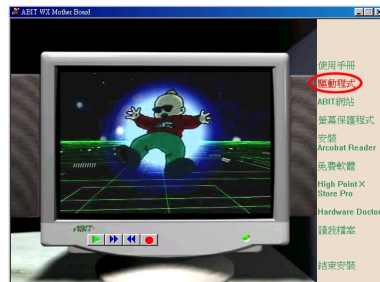 ABIT WX Mother Board
使用手冊
驅動程式
ABIT網站
螢幕保護程式
安裝
Arcobat Reader
免費軟體
High Point X
Store Pro
Hardware Doctor
讀我檔案
結束安裝
ABIT